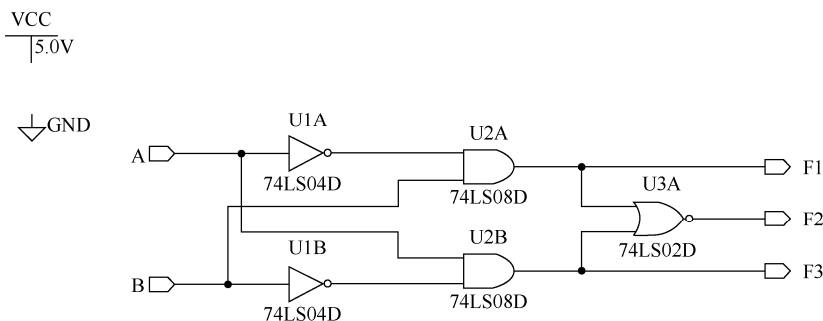 VCC
5.0V
GND
U1A
A
74LS04D
U2A
74LS08D
F1
U3A
F2
74LS02D
U1B
B
74LS04D
U2B
74LS08D
F3